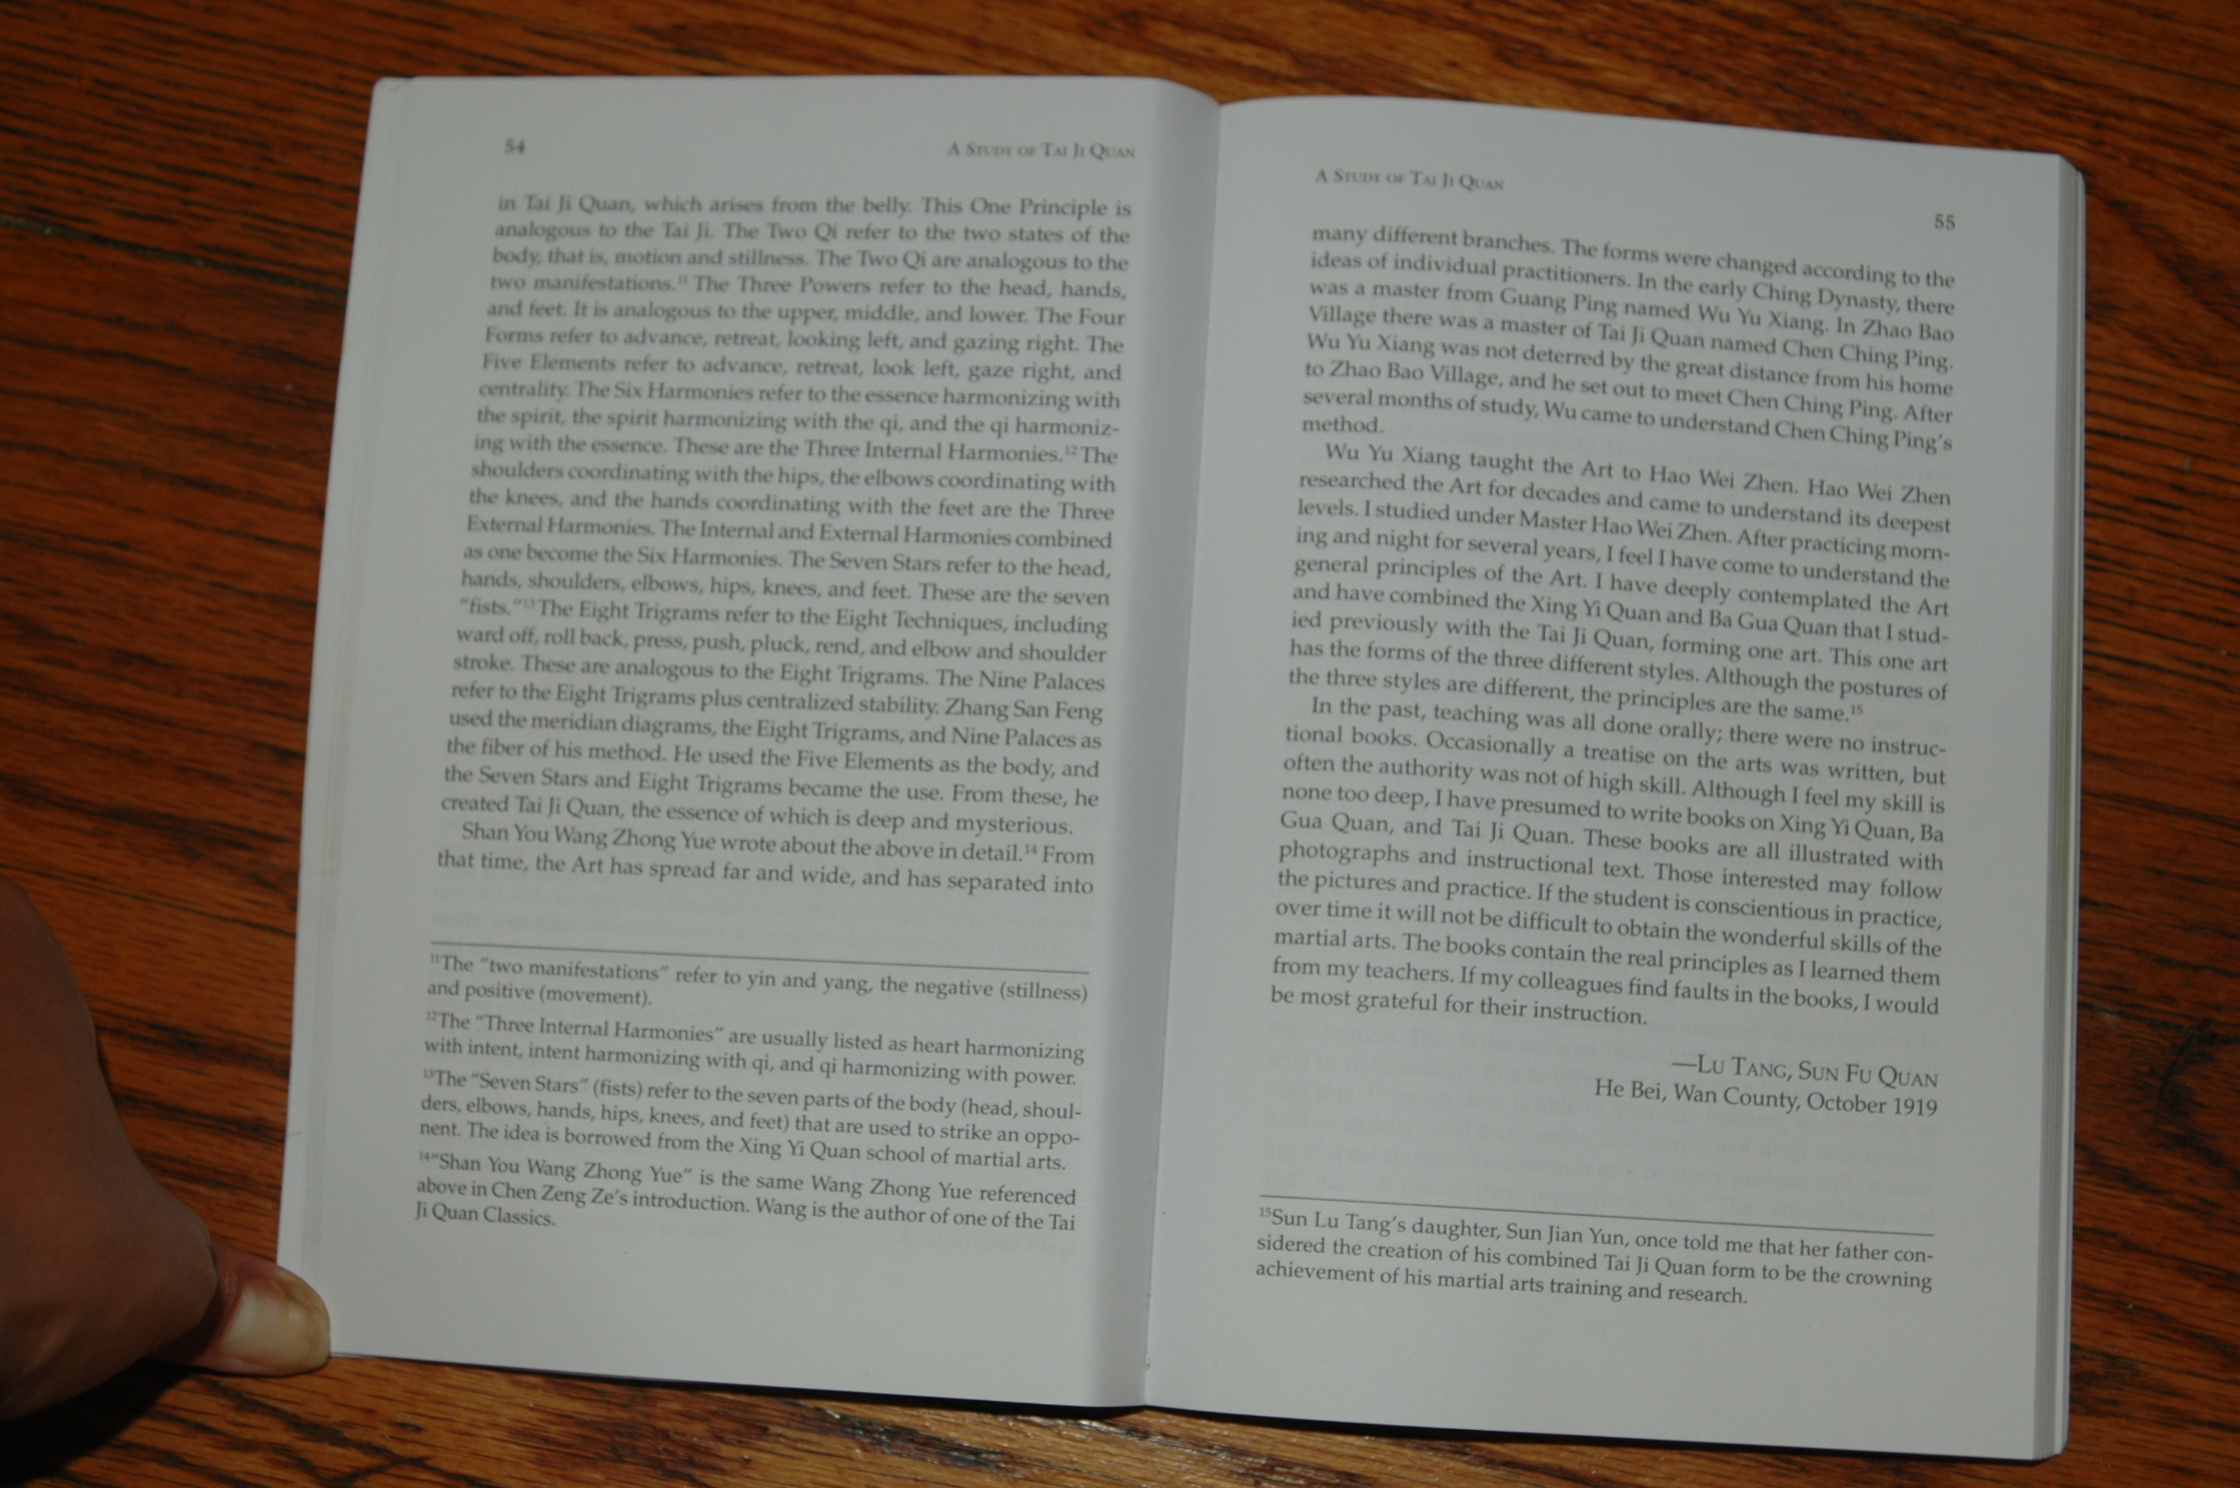 54
A STUDY OF TAI JI QUAN
in Tai Ji Quan, which arises from the belly. This One Principle is
analogous to the Tai Ji. The Two Qi refer to the two states of the
body, that is, motion and stillness. The Two Qi are analogous to the
two manifestations.¹¹ The Three Powers refer to the head, hands,
and feet. It is analogous to the upper, middle, and lower. The Four
Forms refer to advance, retreat, looking left, and gazing right. The
Five Elements refer to advance, retreat, look left, gaze right, and
centrality. The Six Harmonies refer to the essence harmonizing with
the spirit, the spirit harmonizing with the qi, and the qi harmoniz-
ing with the essence. These are the Three Internal Harmonies.¹² The
shoulders coordinating with the hips, the elbows coordinating with
the knees, and the hands coordinating with the feet are the Three
External Harmonies. The Internal and External Harmonies combined
as one become the Six Harmonies. The Seven Stars refer to the head,
hands, shoulders, elbows, hips, knees, and feet. These are the seven
"fists."¹³ The Eight Trigrams refer to the Eight Techniques, including
ward off, roll back, press, push, pluck, rend, and elbow and shoulder
stroke. These are analogous to the Eight Trigrams. The Nine Palaces
refer to the Eight Trigrams plus centralized stability. Zhang San Feng
used the meridian diagrams, the Eight Trigrams, and Nine Palaces as
the fiber of his method. He used the Five Elements as the body, and
the Seven Stars and Eight Trigrams became the use. From these, he
created Tai Ji Quan, the essence of which is deep and mysterious.
Shan You Wang Zhong Yue wrote about the above in detail.¹⁴ From
that time, the Art has spread far and wide, and has separated into
¹¹The "two manifestations" refer to yin and yang, the negative (stillness)
and positive (movement).
¹²The "Three Internal Harmonies" are usually listed as heart harmonizing
with intent, intent harmonizing with qi, and qi harmonizing with power.
¹³The "Seven Stars" (fists) refer to the seven parts of the body (head, shoul-
ders, elbows, hands, hips, knees, and feet) that are used to strike an oppo-
nent. The idea is borrowed from the Xing Yi Quan school of martial arts.
¹⁴"Shan You Wang Zhong Yue" is the same Wang Zhong Yue referenced
above in Chen Zeng Ze's introduction. Wang is the author of one of the Tai
Ji Quan Classics.
A STUDY OF TAI JI QUAN
55
many different branches. The forms were changed according to the
ideas of individual practitioners. In the early Ching Dynasty, there
was a master from Guang Ping named Wu Yu Xiang. In Zhao Bao
Village there was a master of Tai Ji Quan named Chen Ching Ping.
Wu Yu Xiang was not deterred by the great distance from his home
to Zhao Bao Village, and he set out to meet Chen Ching Ping. After
several months of study, Wu came to understand Chen Ching Ping's
method.
Wu Yu Xiang taught the Art to Hao Wei Zhen. Hao Wei Zhen
researched the Art for decades and came to understand its deepest
levels. I studied under Master Hao Wei Zhen. After practicing morn-
ing and night for several years, I feel I have come to understand the
general principles of the Art. I have deeply contemplated the Art
and have combined the Xing Yi Quan and Ba Gua Quan that I stud-
ied previously with the Tai Ji Quan, forming one art. This one art
has the forms of the three different styles. Although the postures of
the three styles are different, the principles are the same.¹⁵
In the past, teaching was all done orally; there were no instruc-
tional books. Occasionally a treatise on the arts was written, but
often the authority was not of high skill. Although I feel my skill is
none too deep, I have presumed to write books on Xing Yi Quan, Ba
Gua Quan, and Tai Ji Quan. These books are all illustrated with
photographs and instructional text. Those interested may follow
the pictures and practice. If the student is conscientious in practice,
over time it will not be difficult to obtain the wonderful skills of the
martial arts. The books contain the real principles as I learned them
from my teachers. If my colleagues find faults in the books, I would
be most grateful for their instruction.
—LU TANG, SUN FU QUAN
He Bei, Wan County, October 1919
¹⁵Sun Lu Tang's daughter, Sun Jian Yun, once told me that her father con-
sidered the creation of his combined Tai Ji Quan form to be the crowning
achievement of his martial arts training and research.